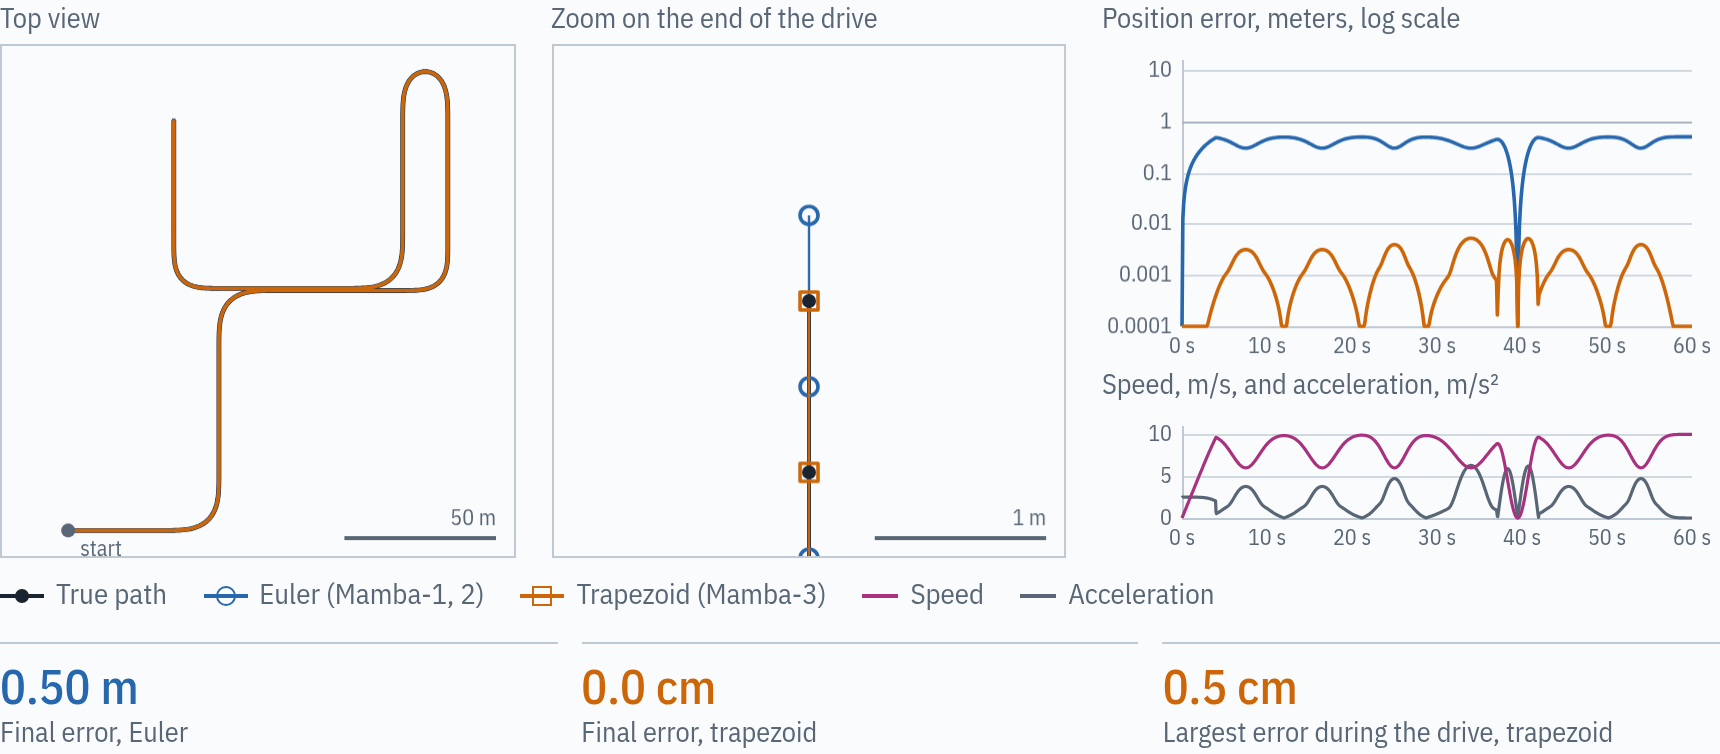 Top view
start
50 m
Zoom on the end of the drive
1 m
Position error, meters, log scale
10
1
0.1
0.01
0.001
0.0001
0 s 10 s 20 s 30 s 40 s 50 s 60 s
Speed, m/s, and acceleration, m/s²
10
5
0
0 s 10 s 20 s 30 s 40 s 50 s 60 s
True path Euler (Mamba-1, 2) Trapezoid (Mamba-3) Speed Acceleration
0.50 m
Final error, Euler
0.0 cm
Final error, trapezoid
0.5 cm
Largest error during the drive, trapezoid